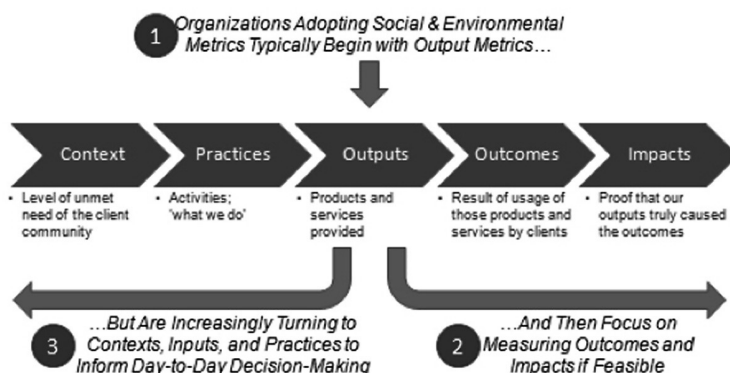 1
Organizations Adopting Social & Environmental
Metrics Typically Begin with Output Metrics…
Context
Practices
Outputs
Outcomes
Impacts
• Level of unmet
need of the client
community
• Activities;
'what we do'
• Products and
services
provided
• Result of usage of
those products and
services by clients
• Proof that our
outputs truly caused
the outcomes
3
…But Are Increasingly Turning to
Contexts, Inputs, and Practices to
Inform Day-to-Day Decision-Making
2
…And Then Focus on
Measuring Outcomes and
Impacts if Feasible